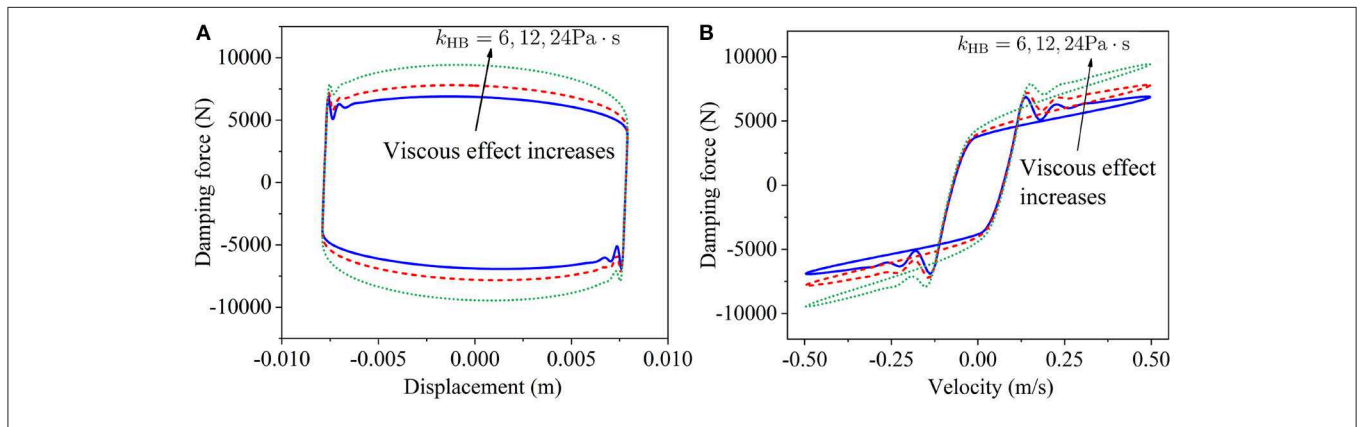 A
k_HB = 6, 12, 24Pa · s
10000
5000
0
-5000
-10000
Damping force (N)
Viscous effect increases
-0.010
-0.005
0.000
0.005
0.010
Displacement (m)
B
k_HB = 6, 12, 24Pa · s
10000
5000
0
-5000
-10000
Damping force (N)
Viscous effect
increases
-0.50
-0.25
0.00
0.25
0.50
Velocity (m/s)